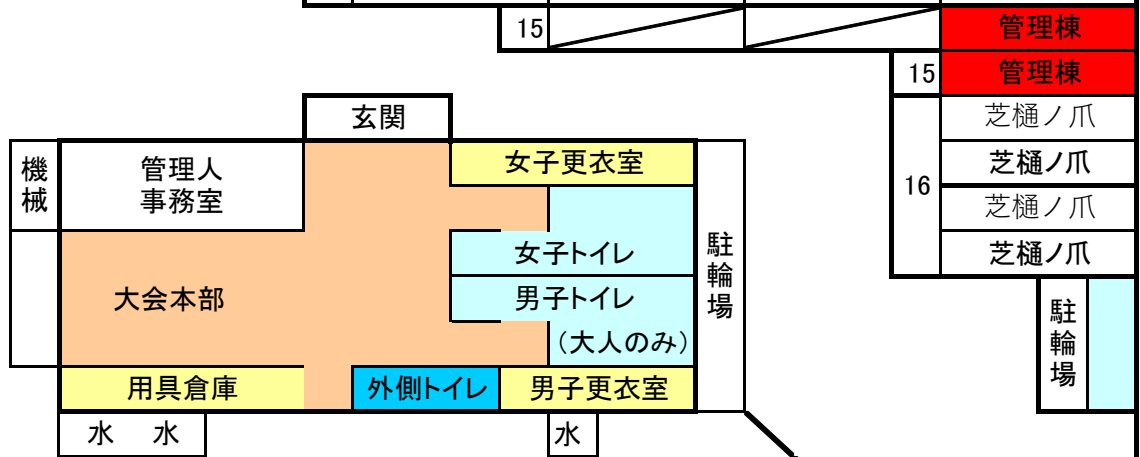 15 管理棟
15 管理棟
16
芝樋ノ爪
芝樋ノ爪
芝樋ノ爪
芝樋ノ爪
玄関
機械
管理人
事務室
女子更衣室
女子トイレ
男子トイレ
(大人のみ)
大会本部
駐輪場
用具倉庫
外側トイレ
男子更衣室
水 水
水
駐輪場